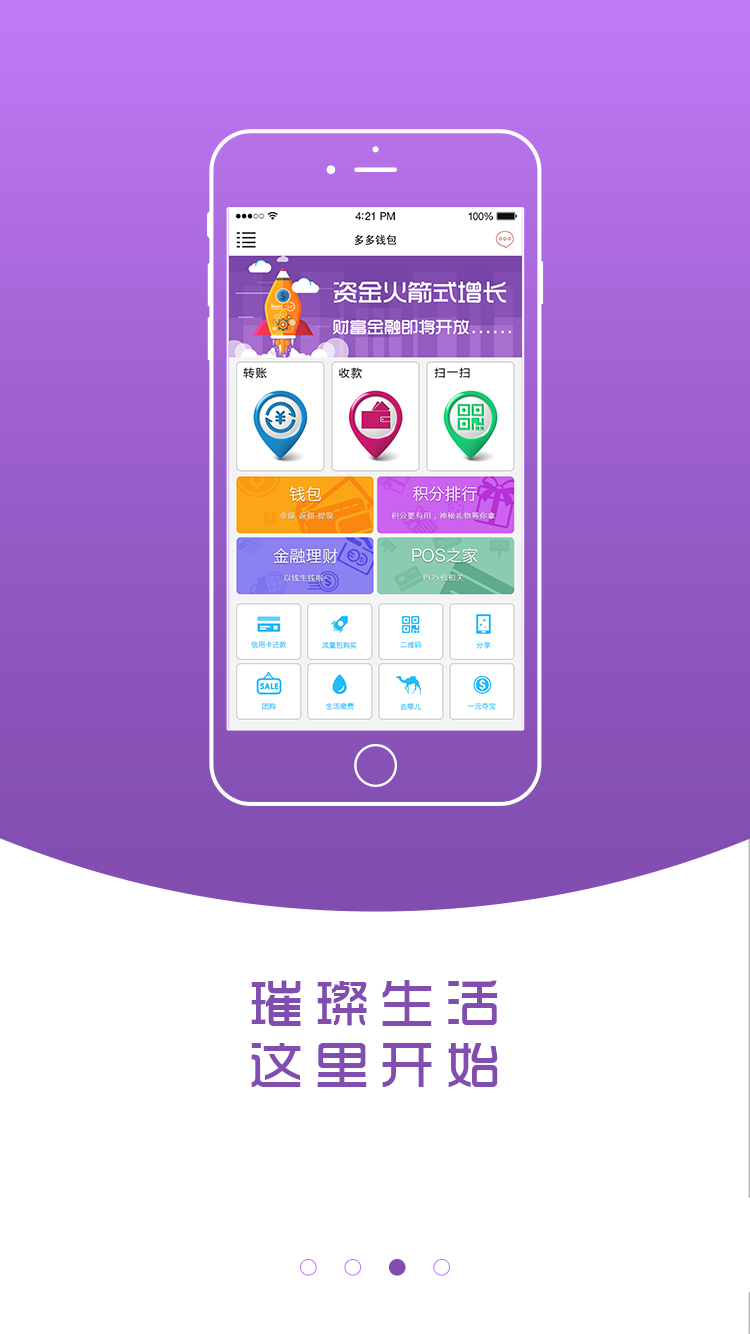 4:21 PM 100%
多多钱包
资金火箭式增长
财富金融即将开放......
转账 收款 扫一扫
钱包 积分排行
余额·返佣·提现 积分更有用，神秘礼物等你拿
金融理财 POS之家
以钱生钱啦 POS机相关
信用卡还款 流量包购买 二维码 分享
SALE
团购 生活缴费 去哪儿 一元夺宝
璀璨生活
这里开始